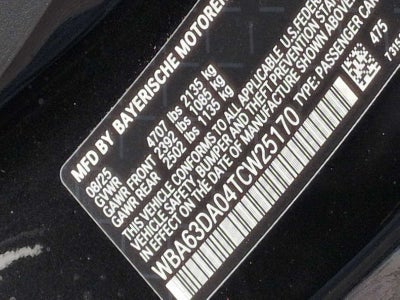 MFD BY BAYERISCHE MOTOREN
08/25
GVWR 4707 lbs 2135 kg
GAWR FRONT 2392 lbs 1085 kg
GAWR REAR 2502 lbs 1135 kg
THIS VEHICLE CONFORMS TO ALL APPLICABLE U.S. FEDERAL
VEHICLE SAFETY, BUMPER, AND THEFT PREVENTION STAN
IN EFFECT ON THE DATE OF MANUFACTURE SHOWN ABOVE.
WBA63DA04TCW25170 TYPE: PASSENGER CAR
475